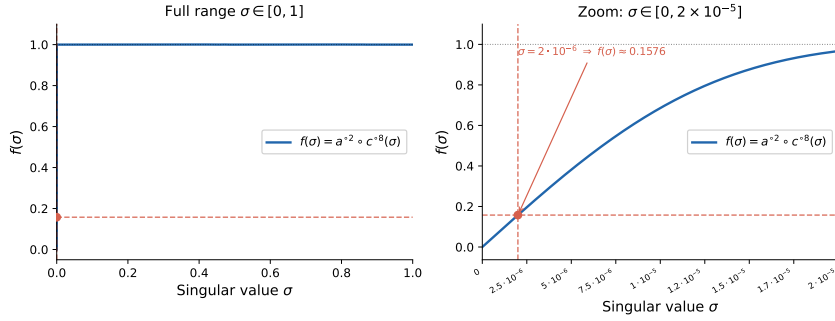 Full range σ ∈ [0, 1]
1.0
0.8
0.6
0.4
0.2
0.0
f(σ)
f(σ) = a^{∘2} ∘ c^{∘8}(σ)
0.0 0.2 0.4 0.6 0.8 1.0
Singular value σ
Zoom: σ ∈ [0, 2 × 10⁻⁵]
1.0
0.8
0.6
0.4
0.2
0.0
f(σ)
σ = 2 · 10⁻⁶ ⇒ f(σ) ≈ 0.1576
f(σ) = a^{∘2} ∘ c^{∘8}(σ)
0 2.5 · 10⁻⁶ 5 · 10⁻⁶ 7.5 · 10⁻⁶ 1 · 10⁻⁵ 1.2 · 10⁻⁵ 1.5 · 10⁻⁵ 1.7 · 10⁻⁵ 2 · 10⁻⁵
Singular value σ